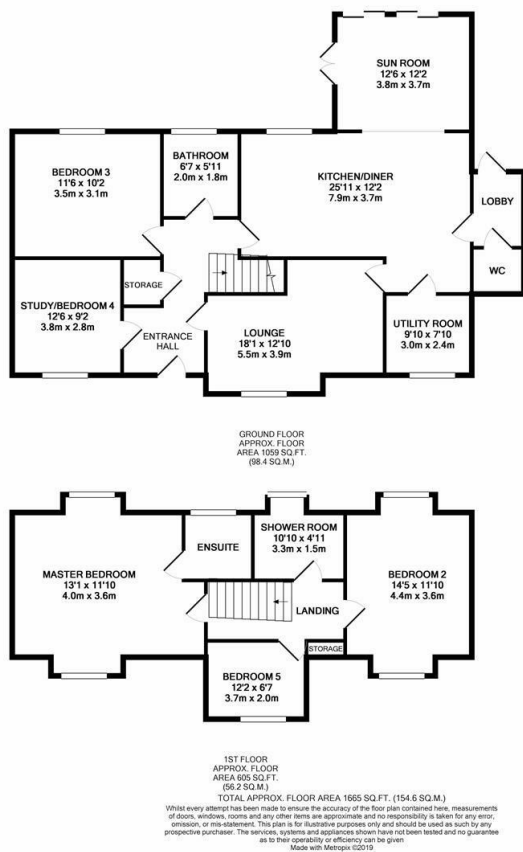 SUN ROOM
12'6 x 12'2
3.8m x 3.7m
BEDROOM 3
11'6 x 10'2
3.5m x 3.1m
BATHROOM
6'7 x 5'11
2.0m x 1.8m
KITCHEN/DINER
25'11 x 12'2
7.9m x 3.7m
LOBBY
WC
STORAGE
STUDY/BEDROOM 4
12'6 x 9'2
3.8m x 2.8m
ENTRANCE
HALL
LOUNGE
18'1 x 12'10
5.5m x 3.9m
UTILITY ROOM
9'10 x 7'10
3.0m x 2.4m
GROUND FLOOR
APPROX. FLOOR
AREA 1059 SQ.FT.
(98.4 SQ.M.)
MASTER BEDROOM
13'1 x 11'10
4.0m x 3.6m
ENSUITE
SHOWER ROOM
10'10 x 4'11
3.3m x 1.5m
BEDROOM 2
14'5 x 11'10
4.4m x 3.6m
LANDING
STORAGE
BEDROOM 5
12'2 x 6'7
3.7m x 2.0m
1ST FLOOR
APPROX. FLOOR
AREA 605 SQ.FT.
(56.2 SQ.M.)
TOTAL APPROX. FLOOR AREA 1665 SQ.FT. (154.6 SQ.M.)
Whilst every attempt has been made to ensure the accuracy of the floor plan contained here, measurements
of doors, windows, rooms and any other items are approximate and no responsibility is taken for any error,
omission, or mis-statement. This plan is for illustrative purposes only and should be used as such by any
prospective purchaser. The services, systems and appliances shown have not been tested and no guarantee
as to their operability or efficiency can be given
Made with Metropix ©2019